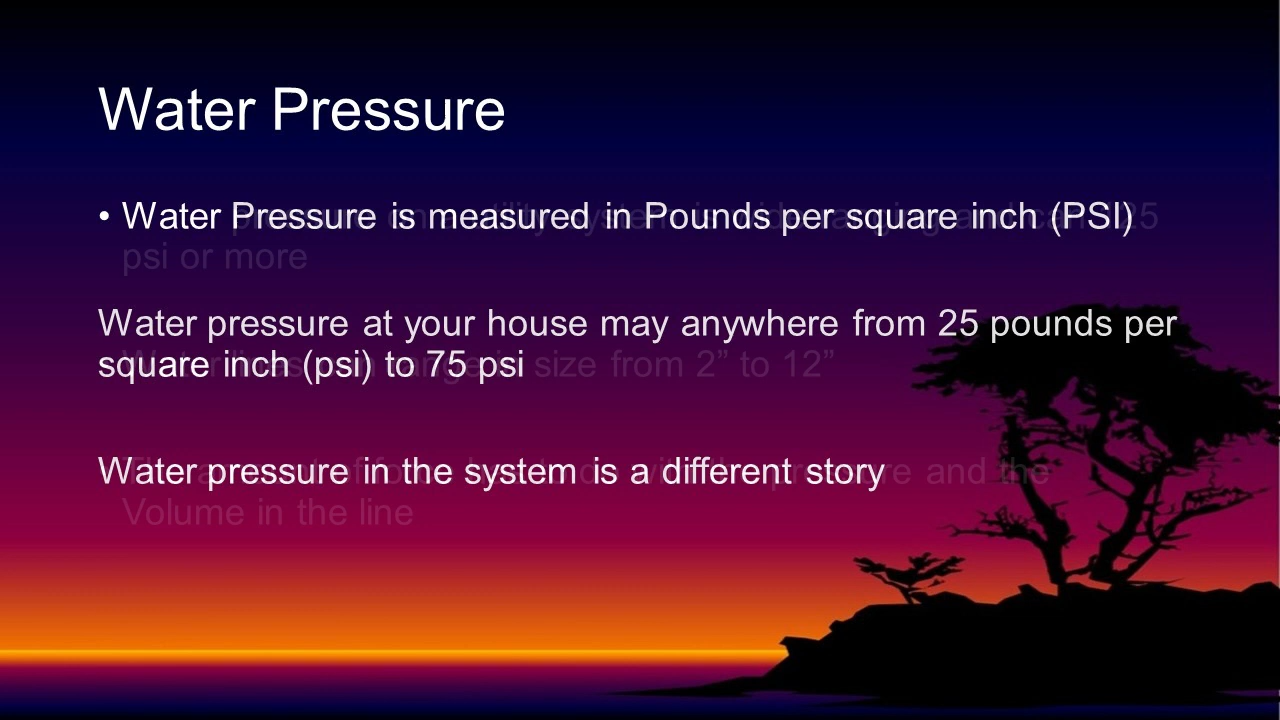 Water Pressure
• Water Pressure is measured in Pounds per square inch (PSI)
psi or more
Water pressure at your house may anywhere from 25 pounds per
square inch (psi) to 75 psi
size from 2” to 12”
Water pressure in the system is a different story
and the
Volume in the line